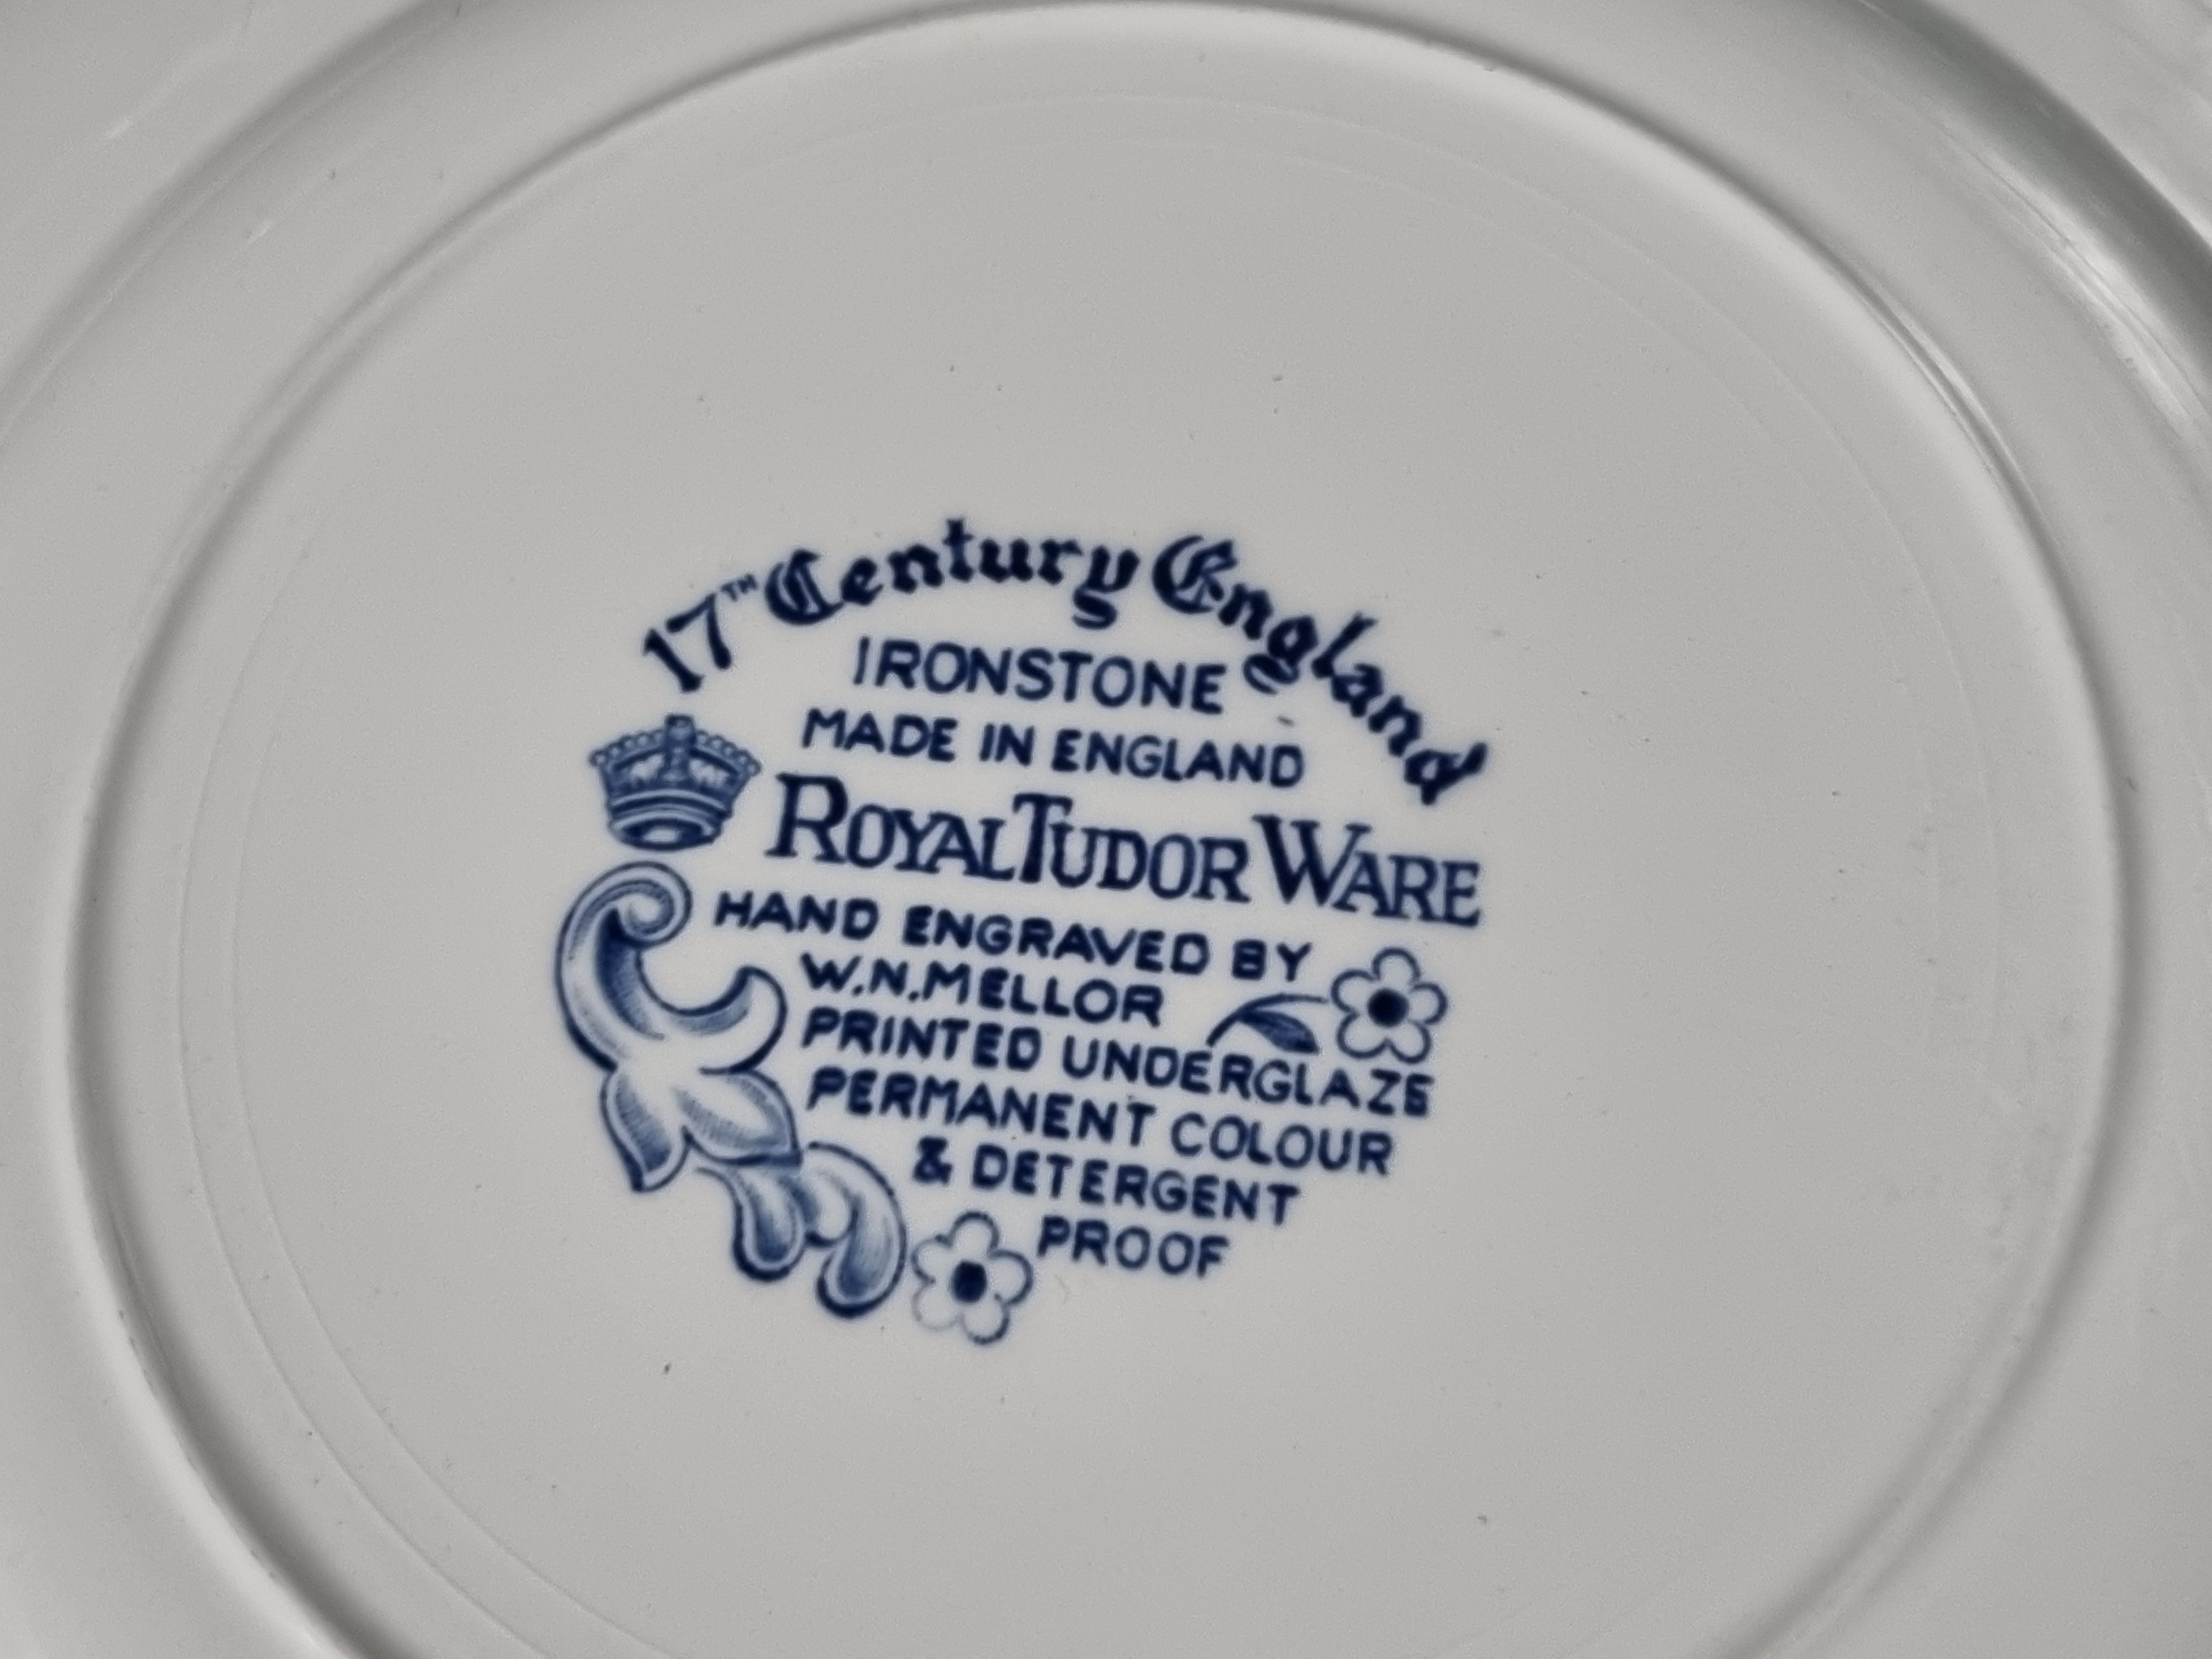 17TH Century England
IRONSTONE
MADE IN ENGLAND
ROYAL TUDOR WARE
HAND ENGRAVED BY
W.N.MELLOR
PRINTED UNDERGLAZE
PERMANENT COLOUR
& DETERGENT
PROOF